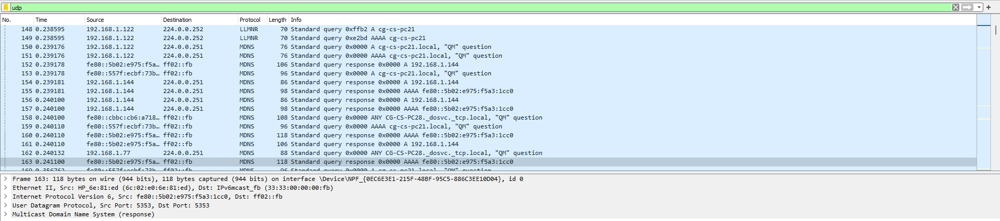 udp
No. Time Source Destination Protocol Length Info
148 0.238595 192.168.1.122 224.0.0.252 LLMNR 70 Standard query 0xffb2 A cg-cs-pc21
149 0.238595 192.168.1.122 224.0.0.252 LLMNR 70 Standard query 0xe2bd AAAA cg-cs-pc21
150 0.239176 192.168.1.122 224.0.0.251 MDNS 76 Standard query 0x0000 A cg-cs-pc21.local, "QM" question
151 0.239176 192.168.1.122 224.0.0.251 MDNS 76 Standard query 0x0000 AAAA cg-cs-pc21.local, "QM" question
152 0.239178 fe80::5b02:e975:f5a… ff02::fb MDNS 106 Standard query response 0x0000 A 192.168.1.144
153 0.239178 fe80::557f:ecbf:73b… ff02::fb MDNS 96 Standard query 0x0000 A cg-cs-pc21.local, "QM" question
154 0.239181 192.168.1.144 224.0.0.251 MDNS 86 Standard query response 0x0000 A 192.168.1.144
155 0.239181 192.168.1.144 224.0.0.251 MDNS 98 Standard query response 0x0000 AAAA fe80::5b02:e975:f5a3:1cc0
156 0.240100 192.168.1.144 224.0.0.251 MDNS 86 Standard query response 0x0000 A 192.168.1.144
157 0.240100 192.168.1.144 224.0.0.251 MDNS 98 Standard query response 0x0000 AAAA fe80::5b02:e975:f5a3:1cc0
158 0.240100 fe80::cbbc:cb6:a718… ff02::fb MDNS 108 Standard query 0x0000 ANY CG-CS-PC28._dosvc._tcp.local, "QM" question
159 0.240110 fe80::557f:ecbf:73b… ff02::fb MDNS 96 Standard query 0x0000 AAAA cg-cs-pc21.local, "QM" question
160 0.240110 fe80::5b02:e975:f5a… ff02::fb MDNS 118 Standard query response 0x0000 AAAA fe80::5b02:e975:f5a3:1cc0
161 0.240110 fe80::5b02:e975:f5a… ff02::fb MDNS 106 Standard query response 0x0000 A 192.168.1.144
162 0.240132 192.168.1.77 224.0.0.251 MDNS 88 Standard query 0x0000 ANY CG-CS-PC28._dosvc._tcp.local, "QM" question
163 0.241100 fe80::5b02:e975:f5a… ff02::fb MDNS 118 Standard query response 0x0000 AAAA fe80::5b02:e975:f5a3:1cc0
169 0.356762 fe80::557f:ecbf:73b… ff02::fb MDNS 96 Standard query 0x0000 A cg-cs-pc21.local, "QM" question
Frame 163: 118 bytes on wire (944 bits), 118 bytes captured (944 bits) on interface \Device\NPF_{0EC6E3E1-215F-48BF-95C5-886C3EE10D04}, id 0
Ethernet II, Src: HP_6e:81:ed (6c:02:e0:6e:81:ed), Dst: IPv6mcast_fb (33:33:00:00:00:fb)
Internet Protocol Version 6, Src: fe80::5b02:e975:f5a3:1cc0, Dst: ff02::fb
User Datagram Protocol, Src Port: 5353, Dst Port: 5353
Multicast Domain Name System (response)